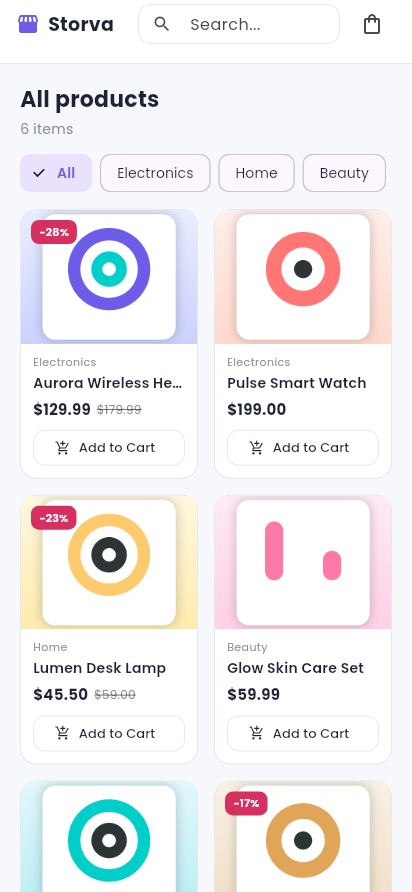 Storva
Search...
All products
6 items
All
Electronics
Home
Beauty
-28%
Electronics
Aurora Wireless He...
$129.99 $179.99
Add to Cart
Electronics
Pulse Smart Watch
$199.00
Add to Cart
-23%
Home
Lumen Desk Lamp
$45.50 $59.00
Add to Cart
Beauty
Glow Skin Care Set
$59.99
Add to Cart
-17%